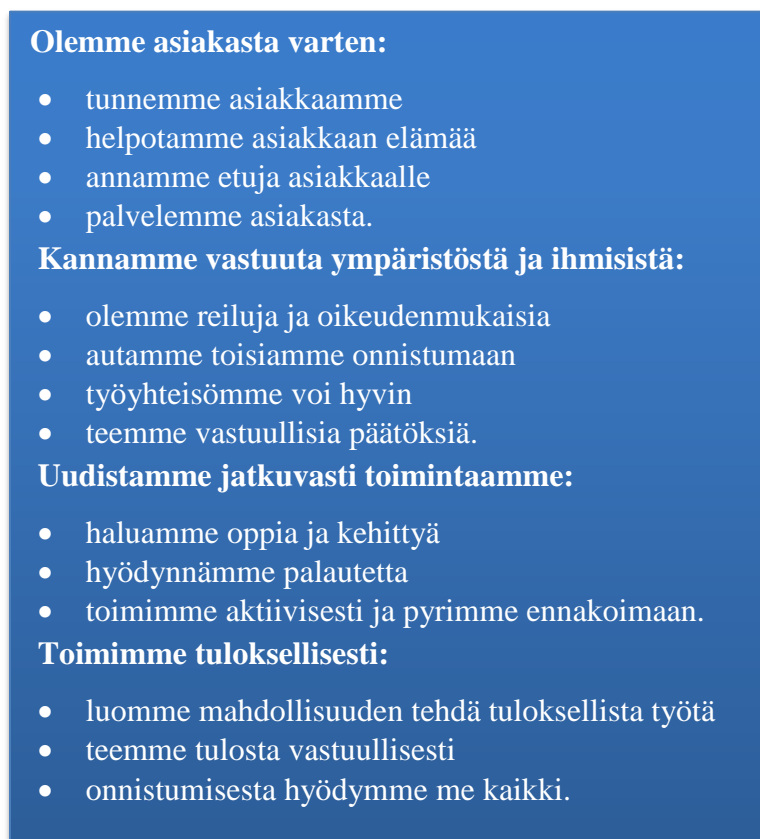 Olemme asiakasta varten:
• tunnemme asiakkaamme
• helpotamme asiakkaan elämää
• annamme etuja asiakkaalle
• palvelemme asiakasta.
Kannamme vastuuta ympäristöstä ja ihmisistä:
• olemme reiluja ja oikeudenmukaisia
• autamme toisiamme onnistumaan
• työyhteisömme voi hyvin
• teemme vastuullisia päätöksiä.
Uudistamme jatkuvasti toimintaamme:
• haluamme oppia ja kehittyä
• hyödynnämme palautetta
• toimimme aktiivisesti ja pyrimme ennakoimaan.
Toimimme tuloksellisesti:
• luomme mahdollisuuden tehdä tuloksellista työtä
• teemme tulosta vastuullisesti
• onnistumisesta hyödymme me kaikki.